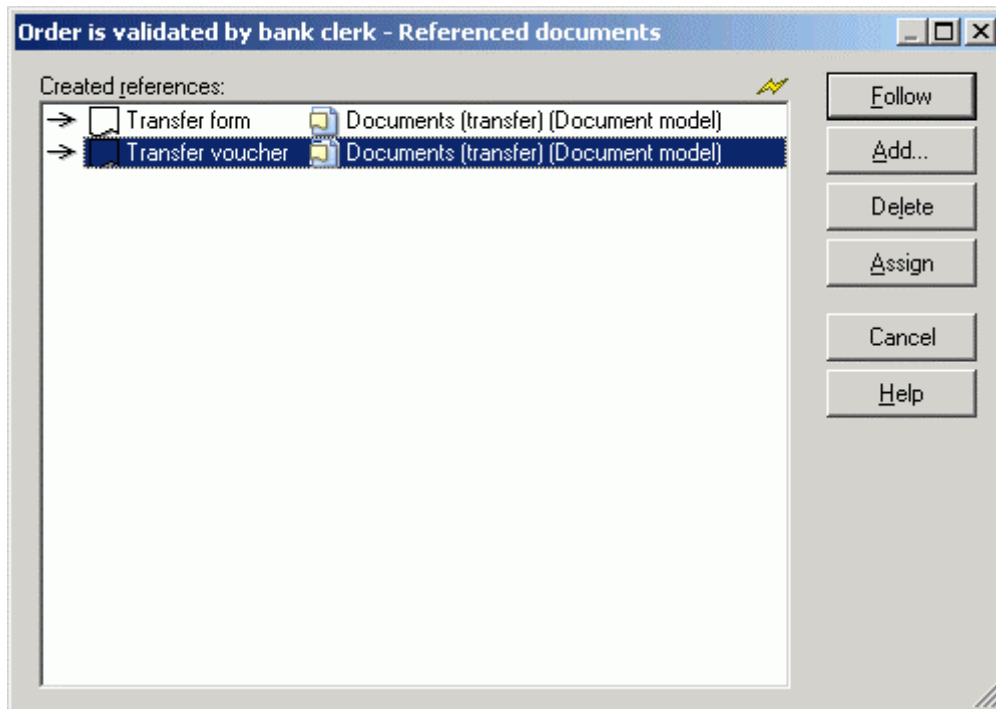 Order is validated by bank clerk - Referenced documents
Created references:
Transfer form Documents (transfer) (Document model)
Transfer voucher Documents (transfer) (Document model)
Follow
Add...
Delete
Assign
Cancel
Help